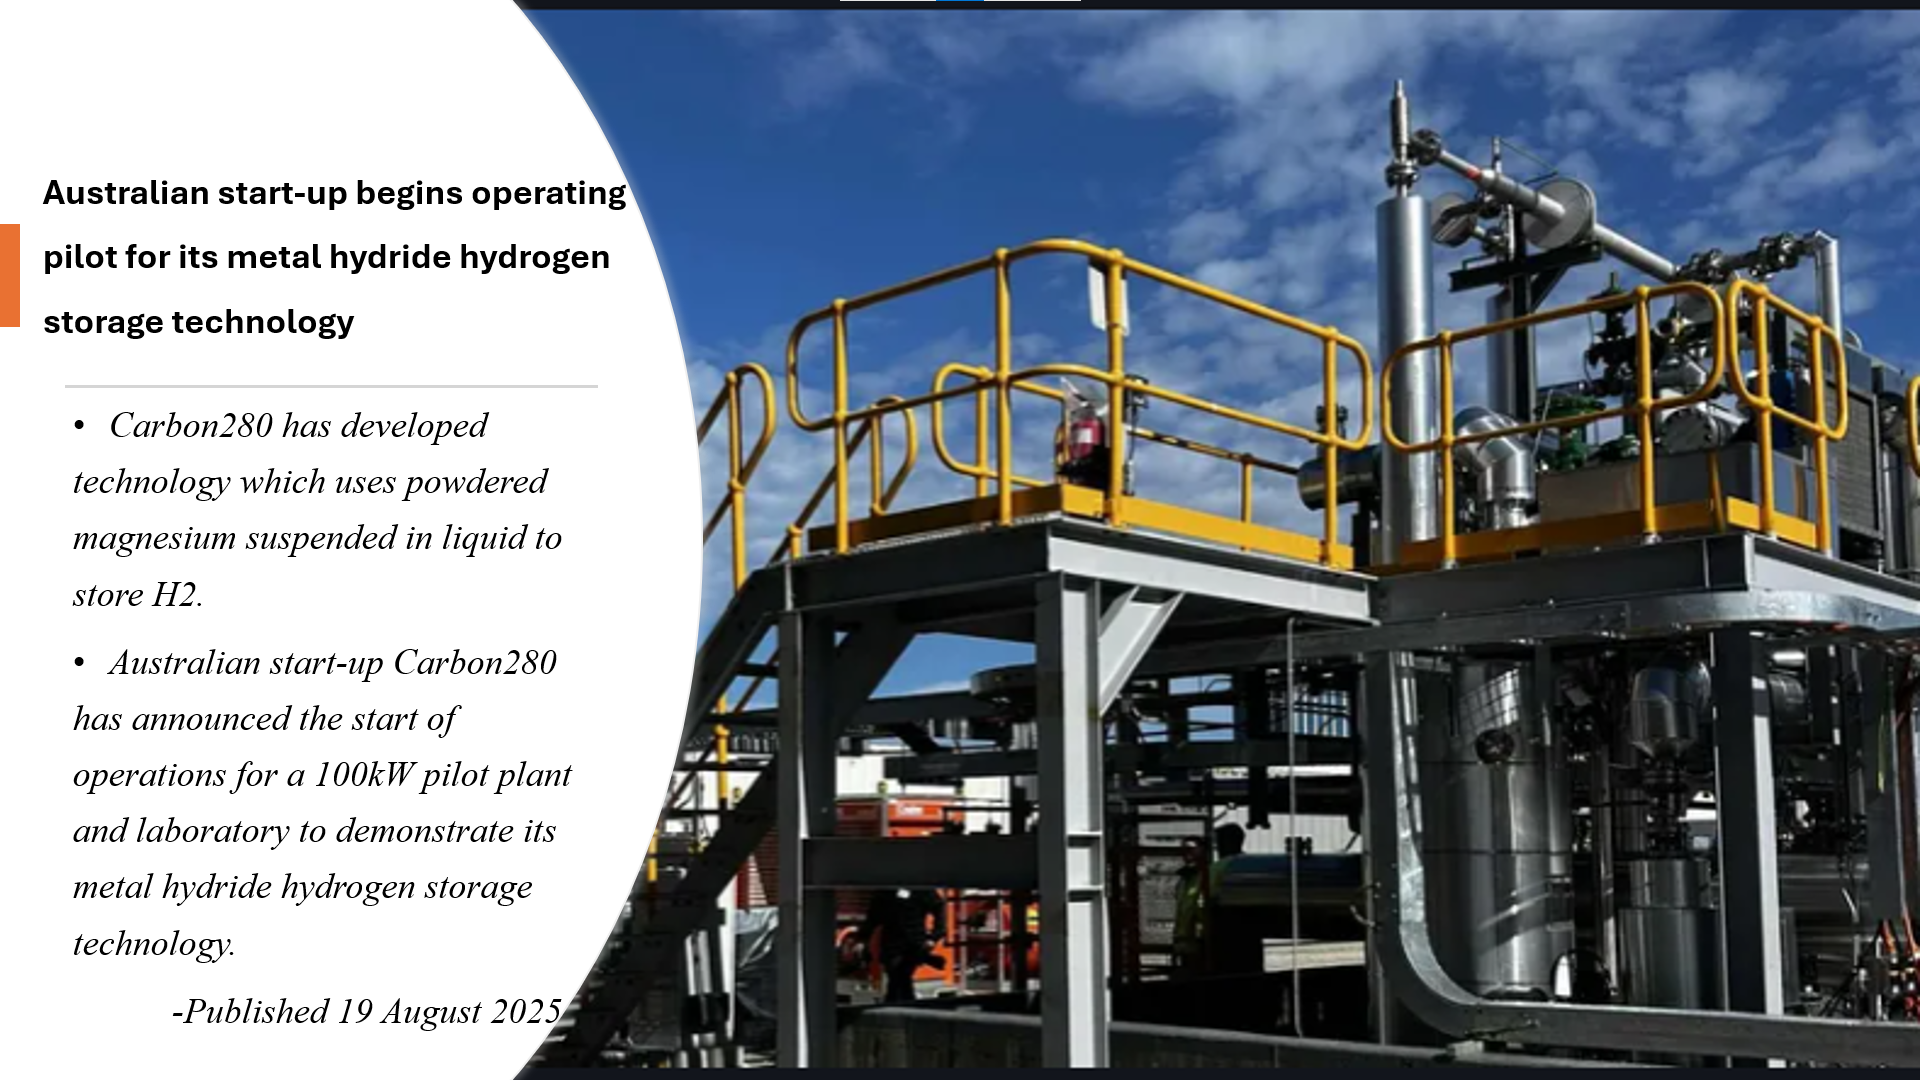 Australian start-up begins operating
pilot for its metal hydride hydrogen
storage technology
• Carbon280 has developed
technology which uses powdered
magnesium suspended in liquid to
store H2.
• Australian start-up Carbon280
has announced the start of
operations for a 100kW pilot plant
and laboratory to demonstrate its
metal hydride hydrogen storage
technology.
-Published 19 August 2025